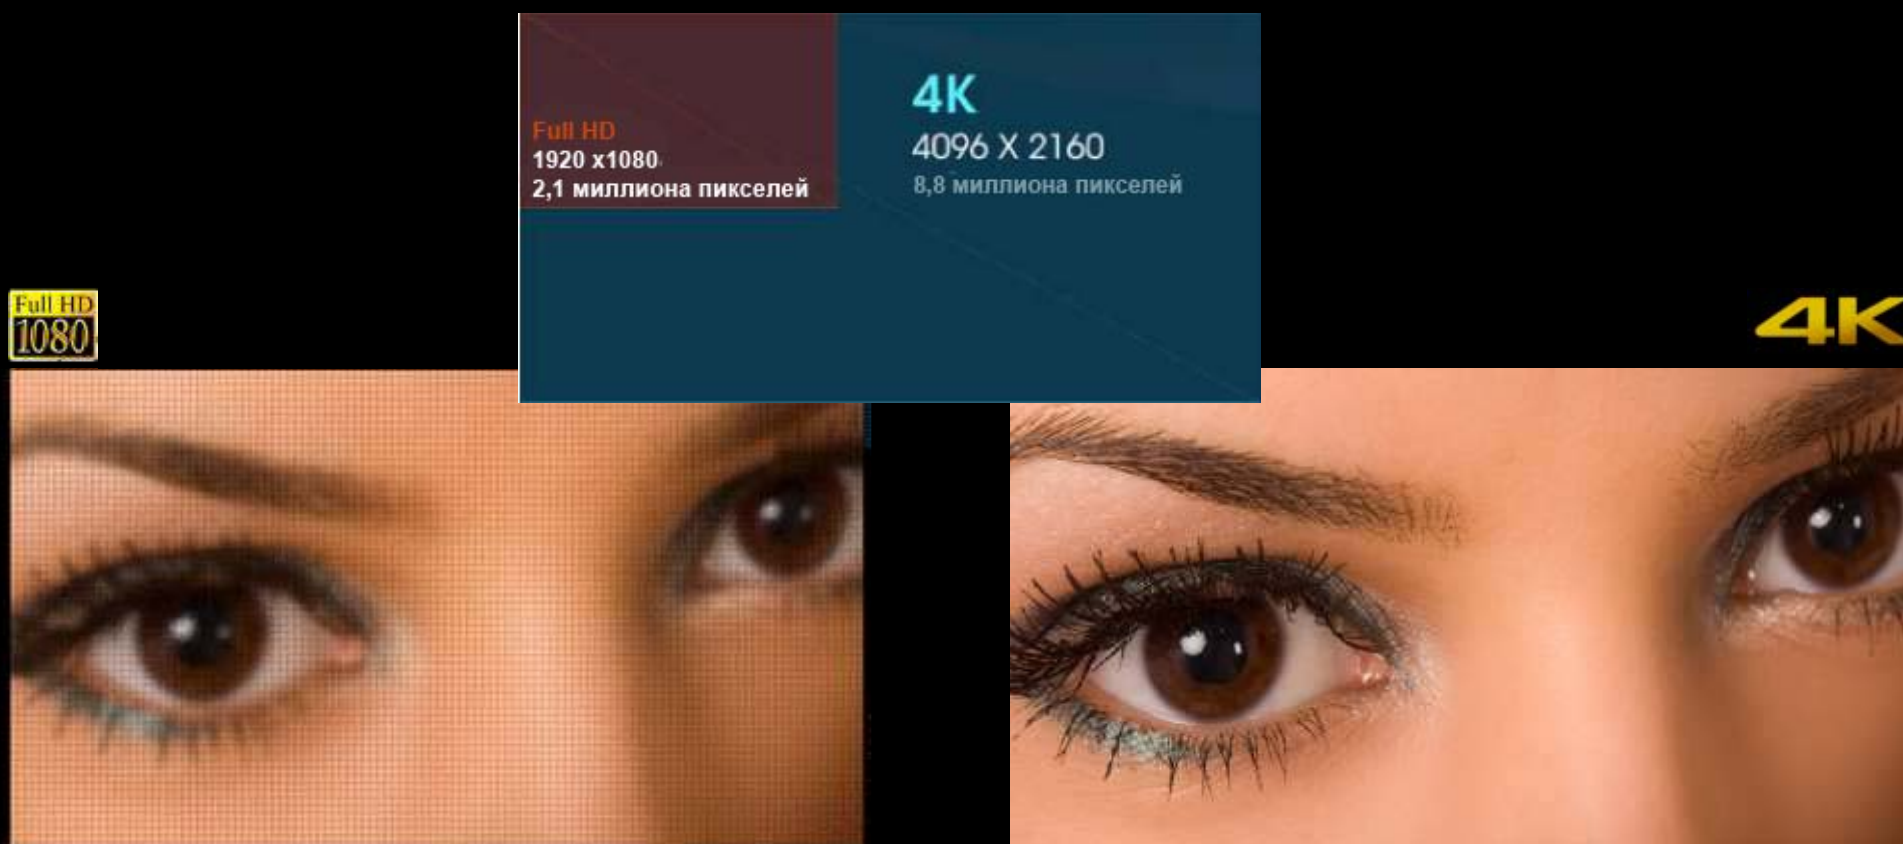 4K
4096 X 2160
8,8 миллиона пикселей
Full HD
1920 x1080
2,1 миллиона пикселей
Full HD
1080
4K